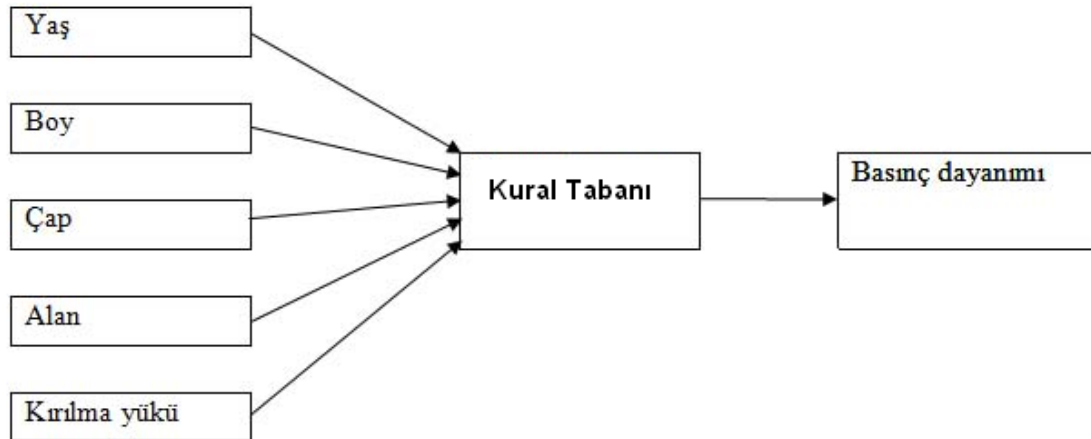 Yaş
Boy
Çap
Alan
Kırılma yükü
Kural Tabanı
Basınç dayanımı